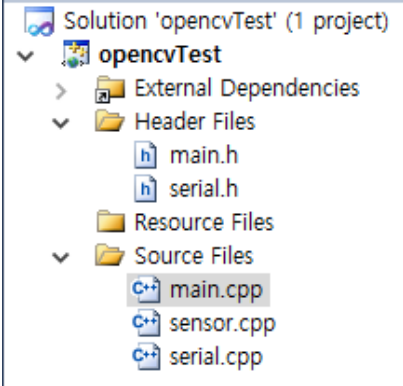 Solution 'opencvTest' (1 project)
opencvTest
External Dependencies
Header Files
main.h
serial.h
Resource Files
Source Files
main.cpp
sensor.cpp
serial.cpp